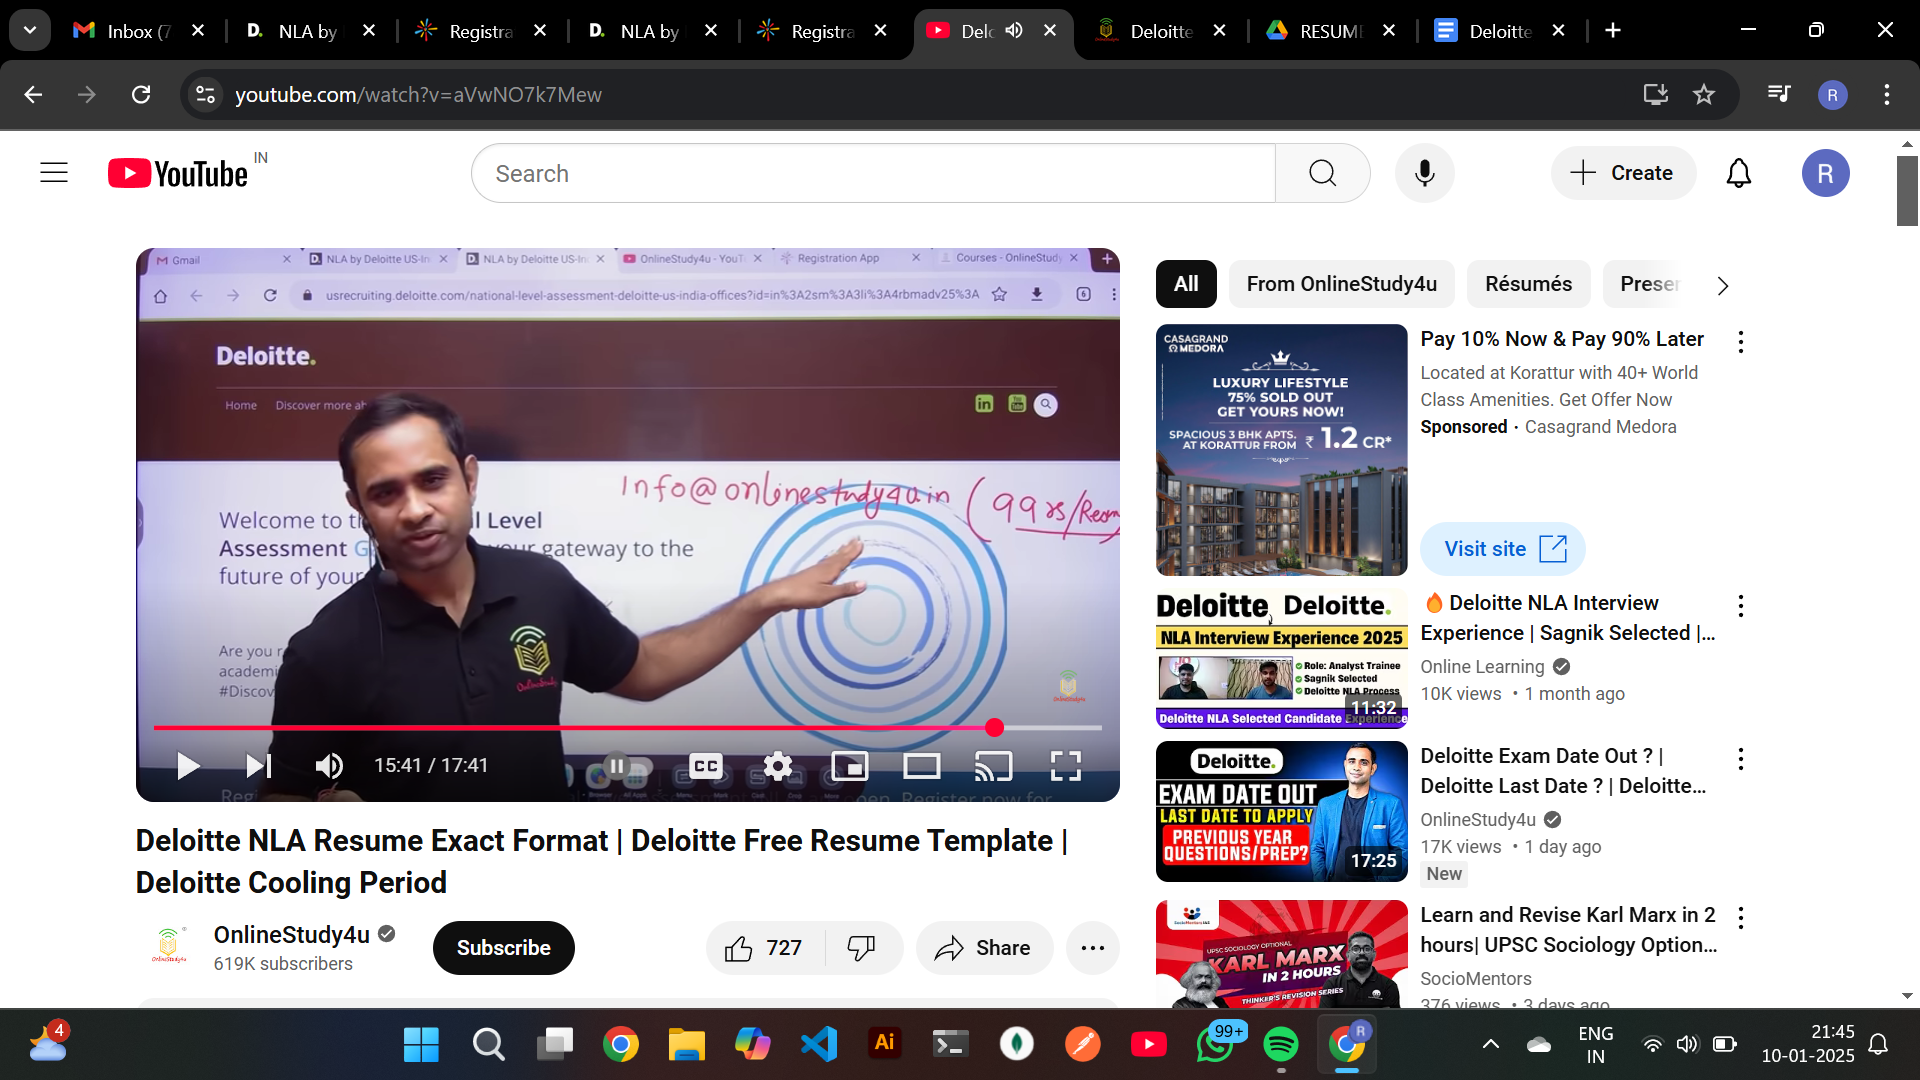 Inbox (7
D. NLA by
Registra
D. NLA by
Registra
Delo
Deloitte
RESUME
Deloitte
youtube.com/watch?v=aVwNO7k7Mew
R
YouTube IN
Search
Create
R
Gmail
D NLA by Deloitte US-In
D NLA by Deloitte US-In
OnlineStudy4u - YouT
Registration App
Courses - OnlineStudy
usrecruiting.deloitte.com/national-level-assessment-deloitte-us-india-offices?id=in%3A2sm%3A3li%3A4rbmadv25%3A
6
Deloitte.
Home
Discover more ab
in
You Tube
Info@onlinestudy4u.in (99 rs/Resm
Welcome to th l Level
Assessment G your gateway to the
future of your
Are you r
academi
#Discov
OnlineStudy
OnlineStudy4u
15:41 / 17:41
CC
Deloitte NLA Resume Exact Format | Deloitte Free Resume Template |
Deloitte Cooling Period
OnlineStudy4u
OnlineStudy4u
619K subscribers
Subscribe
727
Share
All
From OnlineStudy4u
Résumés
Presen
CASAGRAND
MEDORA
LUXURY LIFESTYLE
75% SOLD OUT
GET YOURS NOW!
SPACIOUS 3 BHK APTS.
AT KORATTUR FROM ₹ 1.2 CR*
Pay 10% Now & Pay 90% Later
Located at Korattur with 40+ World
Class Amenities. Get Offer Now
Sponsored · Casagrand Medora
Visit site
Deloitte. Deloitte.
NLA Interview Experience 2025
Role: Analyst Trainee
Sagnik Selected
Deloitte NLA Process
11:32
Deloitte NLA Selected Candidate Experience
🔥 Deloitte NLA Interview
Experience | Sagnik Selected |...
Online Learning
10K views • 1 month ago
Deloitte.
EXAM DATE OUT
LAST DATE TO APPLY
PREVIOUS YEAR
QUESTIONS/PREP?
17:25
Deloitte Exam Date Out ? |
Deloitte Last Date ? | Deloitte...
OnlineStudy4u
17K views • 1 day ago
New
UPSC SOCIOLOGY OPTIONAL
KARL MARX
IN 2 HOURS
THINKER'S REVISION SERIES
Learn and Revise Karl Marx in 2
hours| UPSC Sociology Option...
SocioMentors
376 views • 3 days ago
4
Ai
99+
R
ENG
IN
21:45
10-01-2025